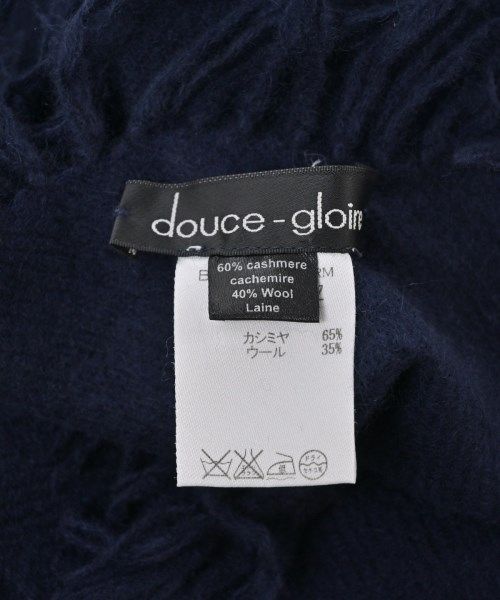 douce-gloire
60% cashmere
cachemire
40% Wool
Laine
カシミヤ 65%
ウール 35%